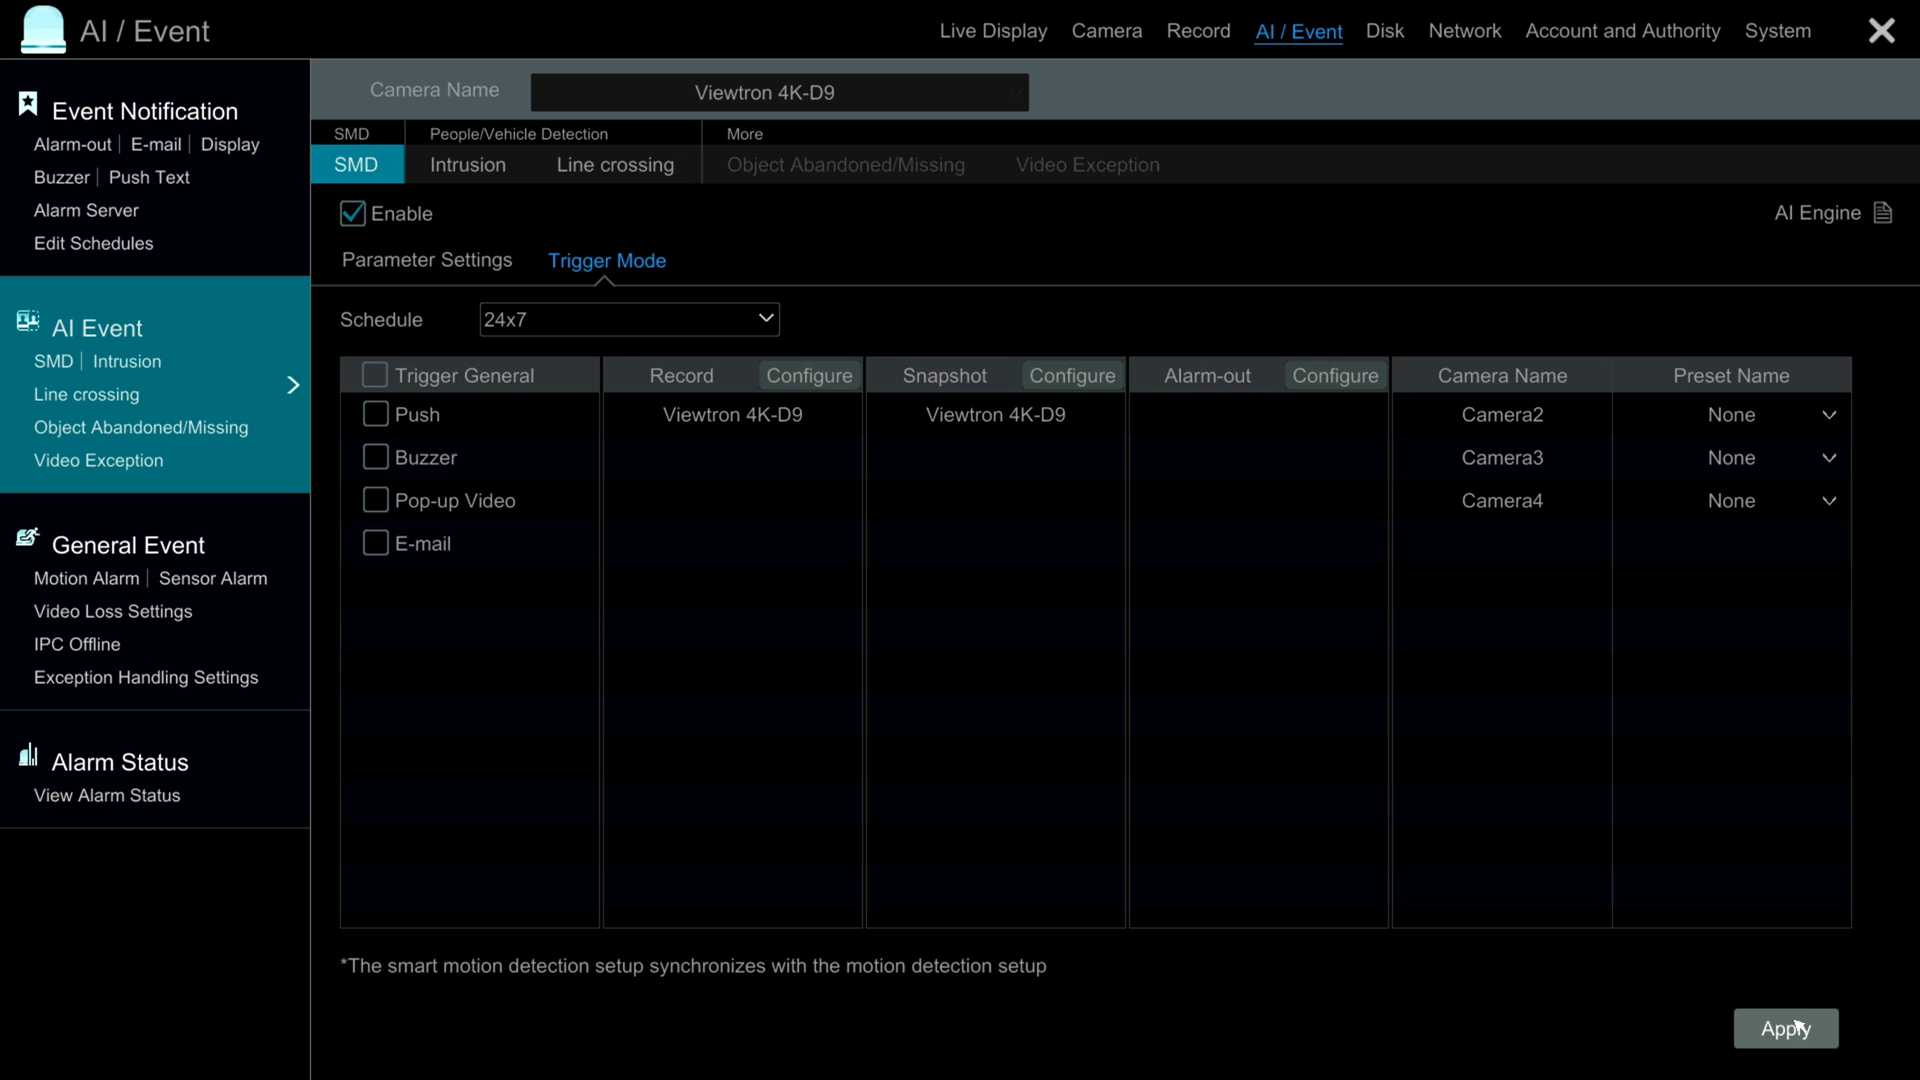 AI / Event
Live Display Camera Record AI / Event Disk Network Account and Authority System
Event Notification
Alarm-out E-mail Display
Buzzer Push Text
Alarm Server
Edit Schedules
AI Event
SMD Intrusion
Line crossing
Object Abandoned/Missing
Video Exception
General Event
Motion Alarm Sensor Alarm
Video Loss Settings
IPC Offline
Exception Handling Settings
Alarm Status
View Alarm Status
Camera Name Viewtron 4K-D9
SMD People/Vehicle Detection More
SMD Intrusion Line crossing Object Abandoned/Missing Video Exception
Enable AI Engine
Parameter Settings Trigger Mode
Schedule 24x7
Trigger General Record Configure Snapshot Configure Alarm-out Configure Camera Name Preset Name
Push Viewtron 4K-D9 Viewtron 4K-D9 Camera2 None
Buzzer Camera3 None
Pop-up Video Camera4 None
E-mail
*The smart motion detection setup synchronizes with the motion detection setup
Apply